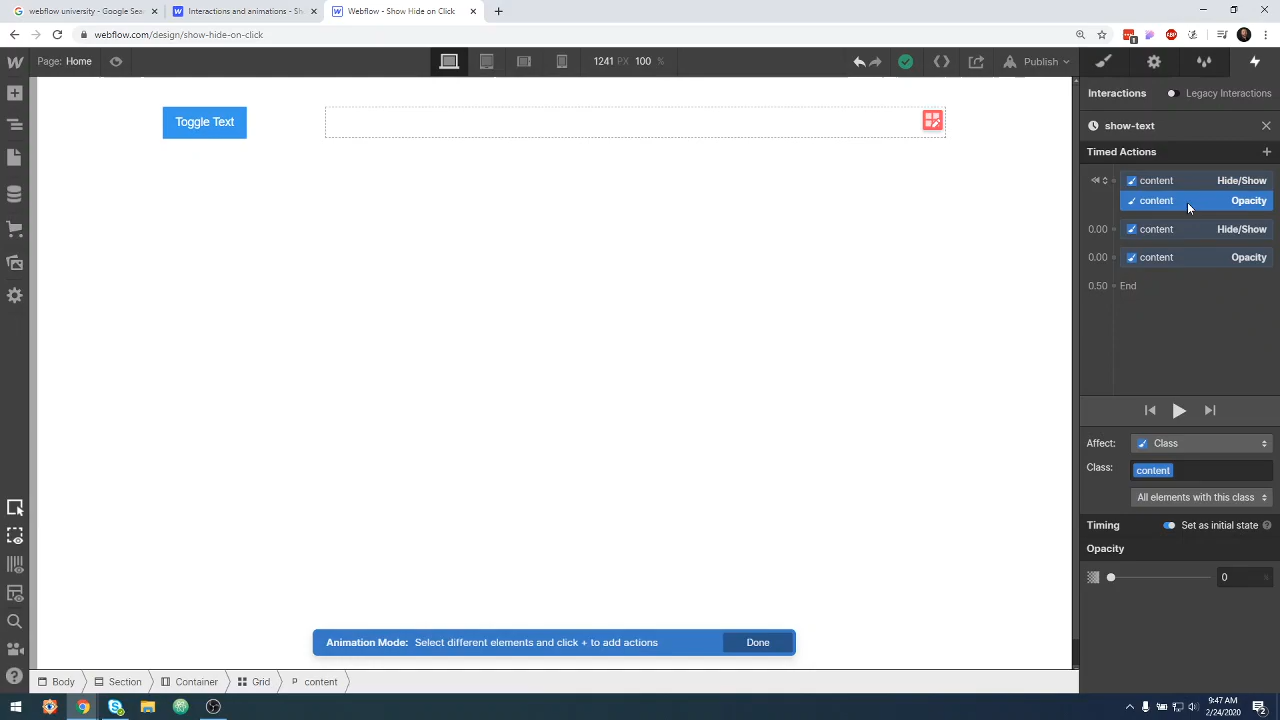 webflow university - Google Sea
Interactions and animations - Sh
Webflow - Show Hide on Click
webflow.com/design/show-hide-on-click
Page: Home
1241 PX 100 %
Publish
Interactions
Legacy Interactions
show-text
Timed Actions
content Hide/Show
content Opacity
0.00 content Hide/Show
0.00 content Opacity
0.50 End
Toggle Text
Affect: Class
Class: content
All elements with this class
Timing Set as initial state
Opacity
0 %
Animation Mode: Select different elements and click + to add actions Done
Body Section Container Grid P content
9:47 AM
2/24/2020